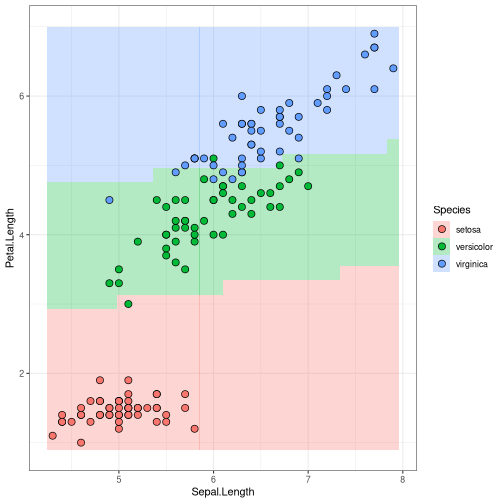 6
4
2
5
6
7
8
Petal.Length
Sepal.Length
Species
setosa
versicolor
virginica